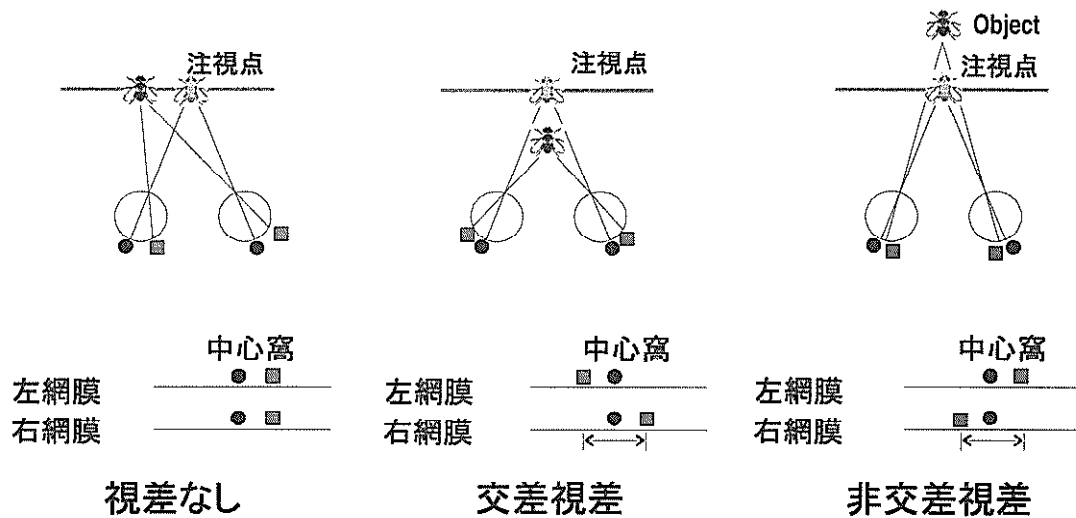 Object
注視点 注視点 注視点
中心窩 中心窩 中心窩
左網膜 左網膜 左網膜
右網膜 右網膜 右網膜
視差なし 交差視差 非交差視差